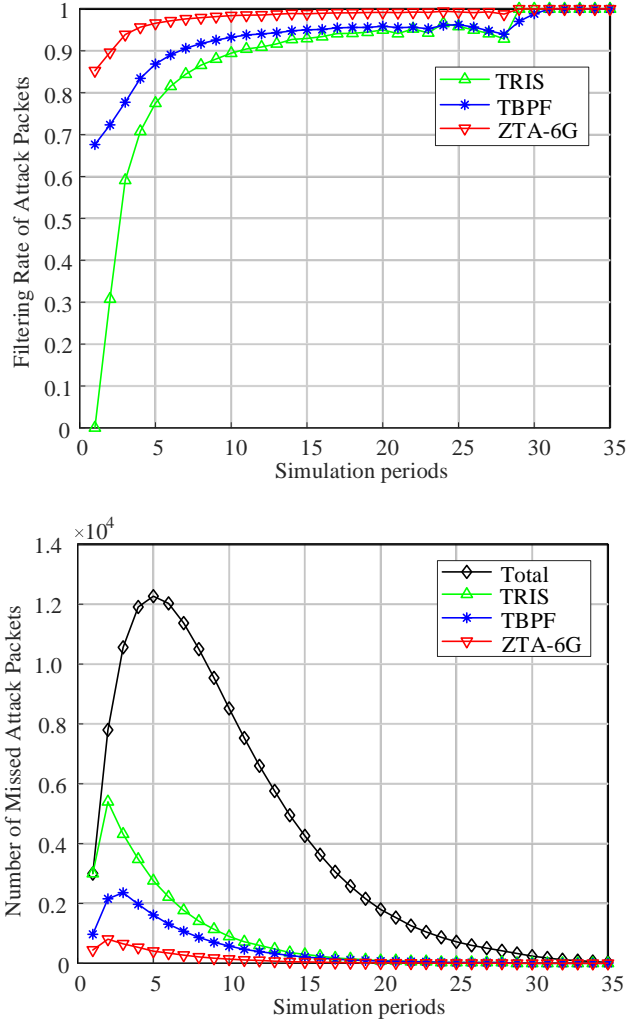 1
0.9
0.8
0.7
0.6
0.5
0.4
0.3
0.2
0.1
0
Filtering Rate of Attack Packets
TRIS
TBPF
ZTA-6G
0 5 10 15 20 25 30 35
Simulation periods
×10⁴
1.4
1.2
1.0
0.8
0.6
0.4
0.2
0
Number of Missed Attack Packets
Total
TRIS
TBPF
ZTA-6G
0 5 10 15 20 25 30 35
Simulation periods